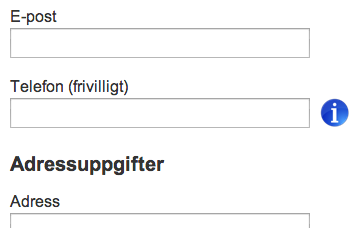 E-post
Telefon (frivilligt)
i
Adressuppgifter
Adress